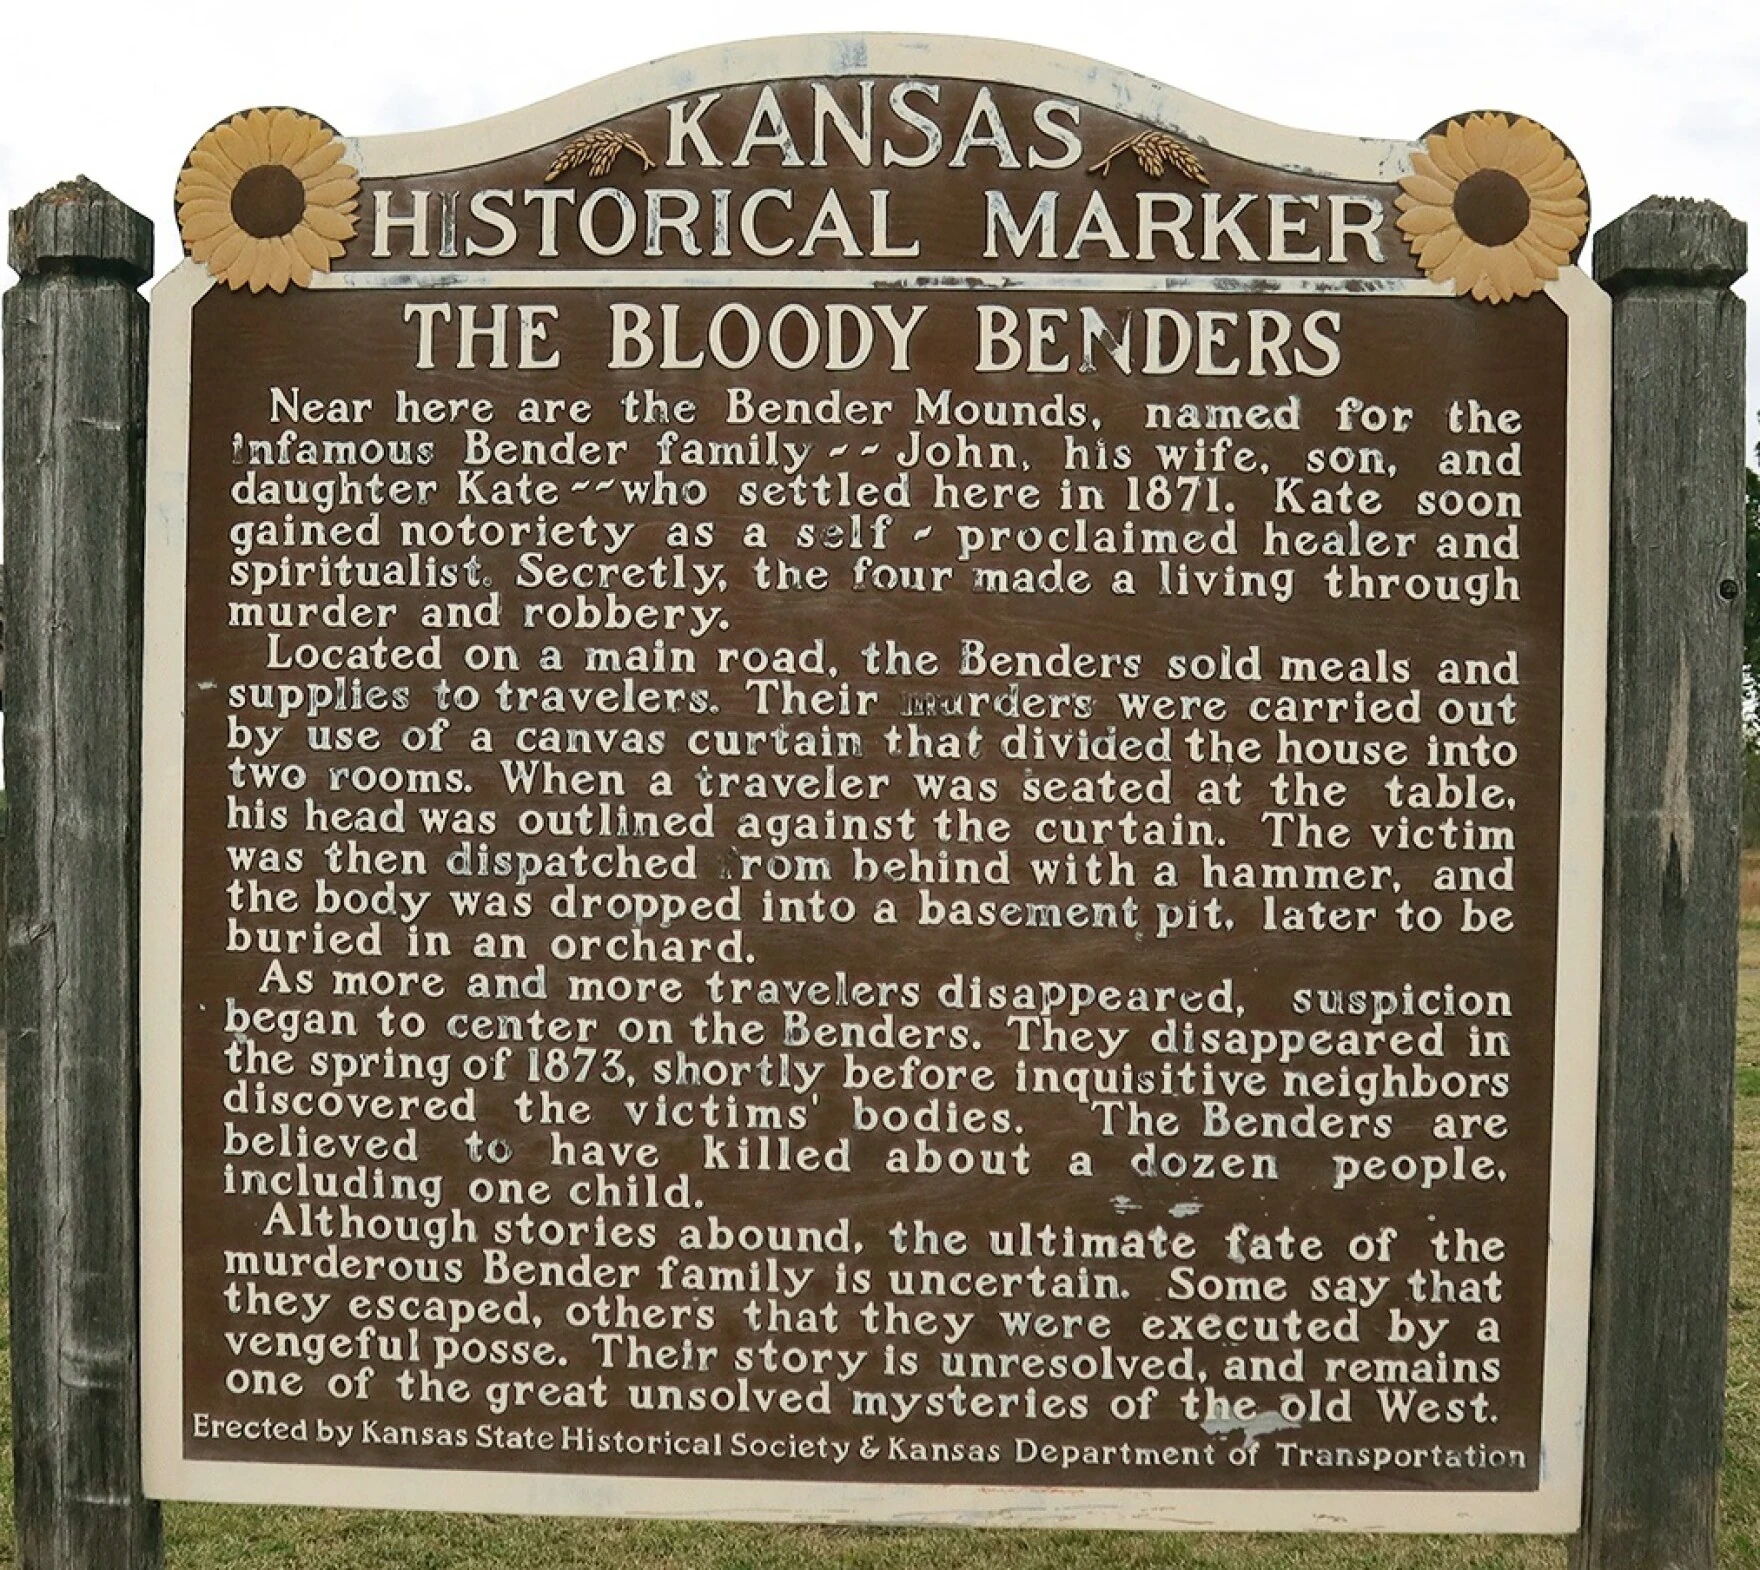 KANSAS
HISTORICAL MARKER
THE BLOODY BENDERS
Near here are the Bender Mounds, named for the
infamous Bender family -- John, his wife, son, and
daughter Kate -- who settled here in 1871. Kate soon
gained notoriety as a self - proclaimed healer and
spiritualist. Secretly, the four made a living through
murder and robbery.
Located on a main road, the Benders sold meals and
supplies to travelers. Their murders were carried out
by use of a canvas curtain that divided the house into
two rooms. When a traveler was seated at the table,
his head was outlined against the curtain. The victim
was then dispatched from behind with a hammer, and
the body was dropped into a basement pit, later to be
buried in an orchard.
As more and more travelers disappeared, suspicion
began to center on the Benders. They disappeared in
the spring of 1873, shortly before inquisitive neighbors
discovered the victims' bodies. The Benders are
believed to have killed about a dozen people,
including one child.
Although stories abound, the ultimate fate of the
murderous Bender family is uncertain. Some say that
they escaped, others that they were executed by a
vengeful posse. Their story is unresolved, and remains
one of the great unsolved mysteries of the old West.
Erected by Kansas State Historical Society & Kansas Department of Transportation